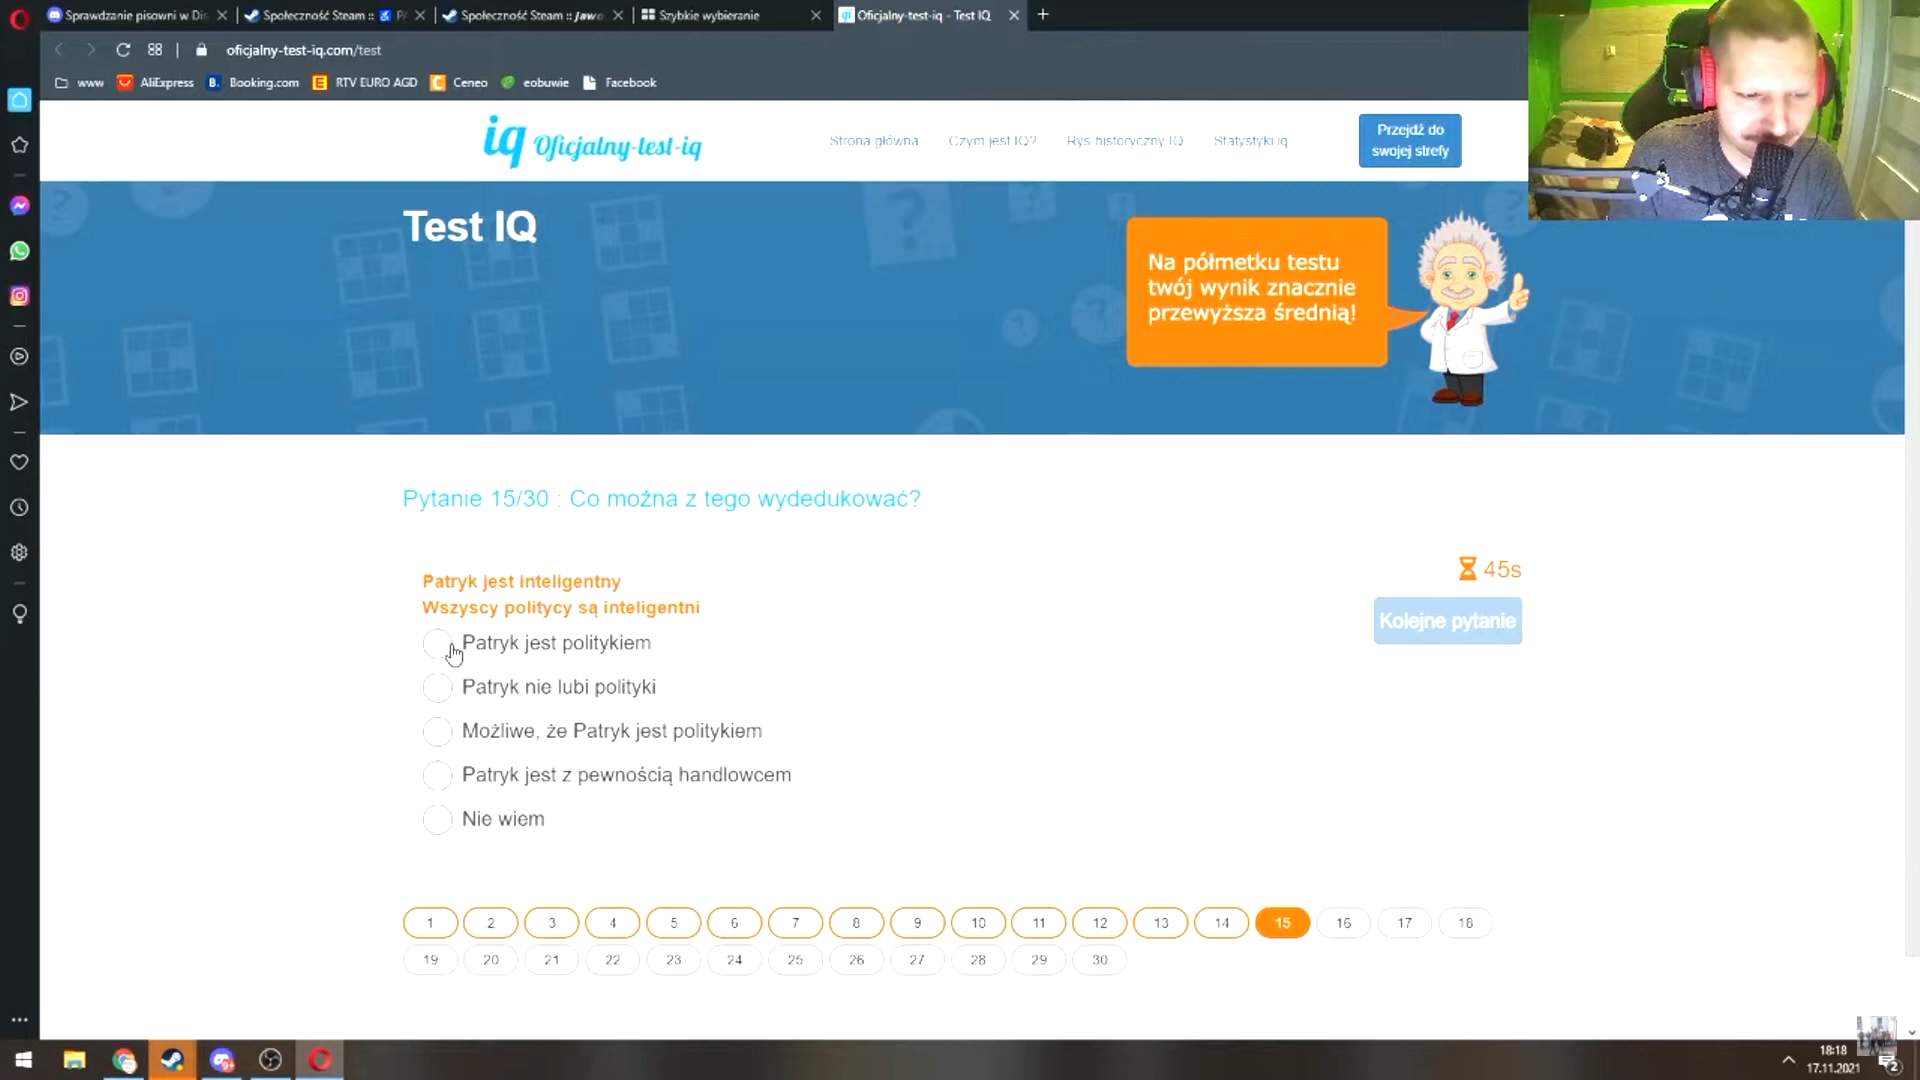 Sprawdzanie pisowni w Dis
Społeczność Steam ::
Społeczność Steam ::
Szybkie wybieranie
Oficjalny-test-iq - Test IQ
oficjalny-test-iq.com/test
www
AliExpress
Booking.com
RTV EURO AGD
Ceneo
eobuwie
Facebook
iq Oficjalny-test-iq
Strona główna
Czym jest IQ?
Rys historyczny IQ
Statystyki iq
Przejdź do
swojej strefy
Test IQ
Na półmetku testu
twój wynik znacznie
przewyższa średnią!
Pytanie 15/30 : Co można z tego wydedukować?
45s
Patryk jest inteligentny
Wszyscy politycy są inteligentni
Kolejne pytanie
Patryk jest politykiem
Patryk nie lubi polityki
Możliwe, że Patryk jest politykiem
Patryk jest z pewnością handlowcem
Nie wiem
1 2 3 4 5 6 7 8 9 10 11 12 13 14 15 16 17 18
19 20 21 22 23 24 25 26 27 28 29 30
18:18
17.11.2021
2